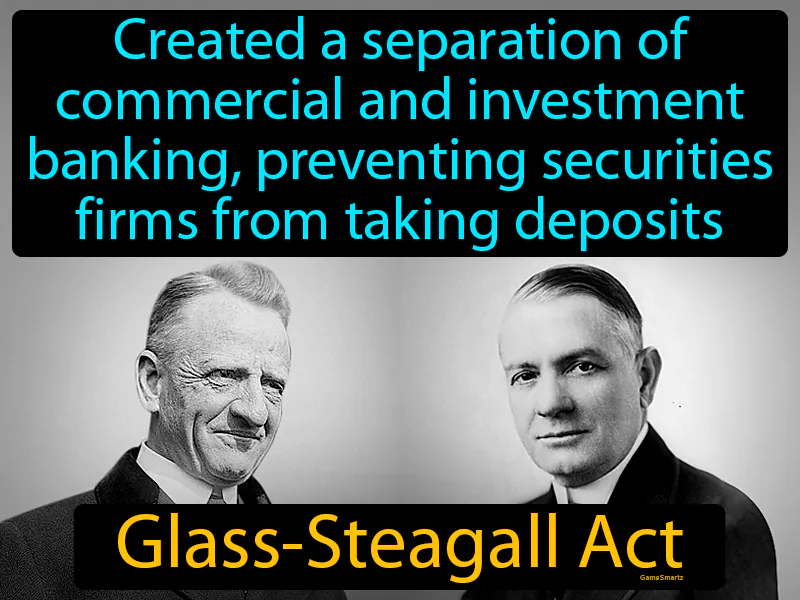 Created a separation of
commercial and investment
banking, preventing securities
firms from taking deposits
Glass-Steagall Act
GameSmartz